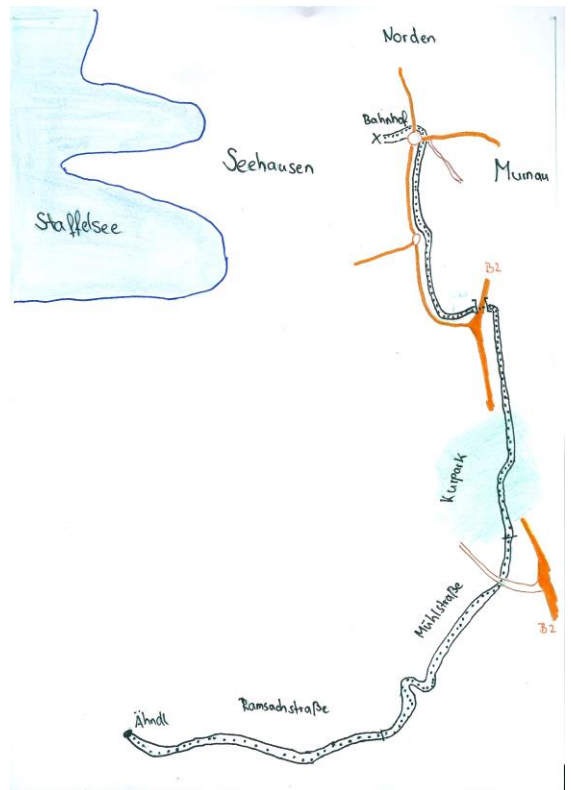 Norden
Bahnhof
X
Seehausen
Murnau
Staffelsee
B2
Kurpark
Mühlstraße
B2
Ramsachstraße
Ähndl